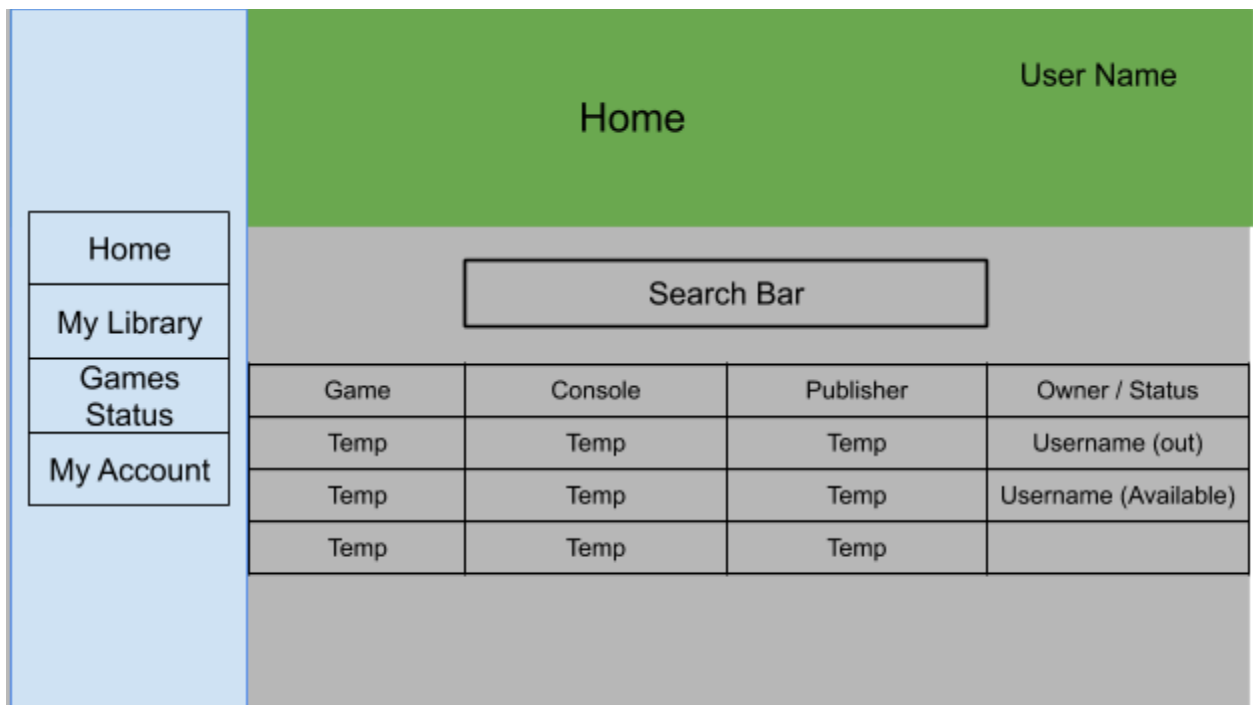 User Name
Home
Home
My Library
Games
Status
My Account
Search Bar
Game Console Publisher Owner / Status
Temp Temp Temp Username (out)
Temp Temp Temp Username (Available)
Temp Temp Temp